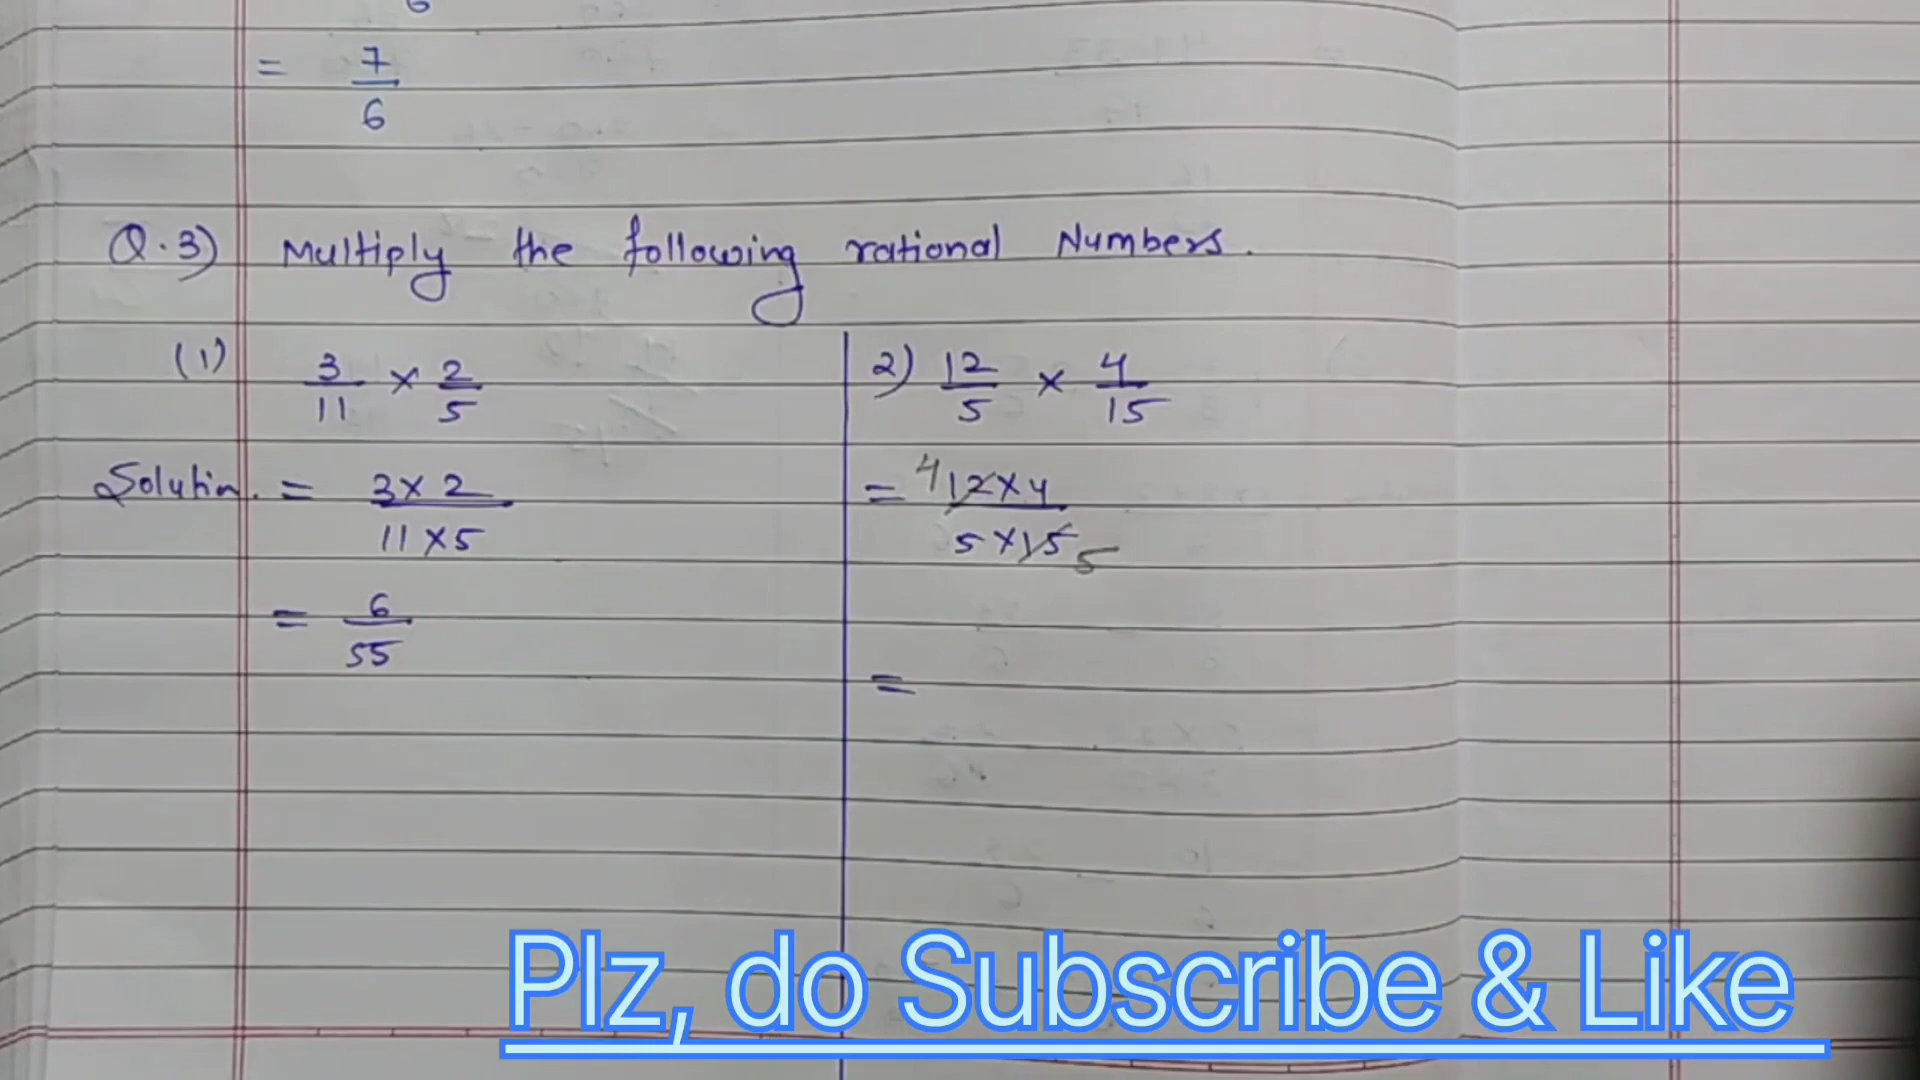 6
= 7/6
Q.3) Multiply the following rational Numbers.
(1) 3/11 × 2/5
Solution. = 3×2/11×5
= 6/55
2) 12/5 × 4/15
= 4 12×4/5×15 5
=
Plz, do Subscribe & Like